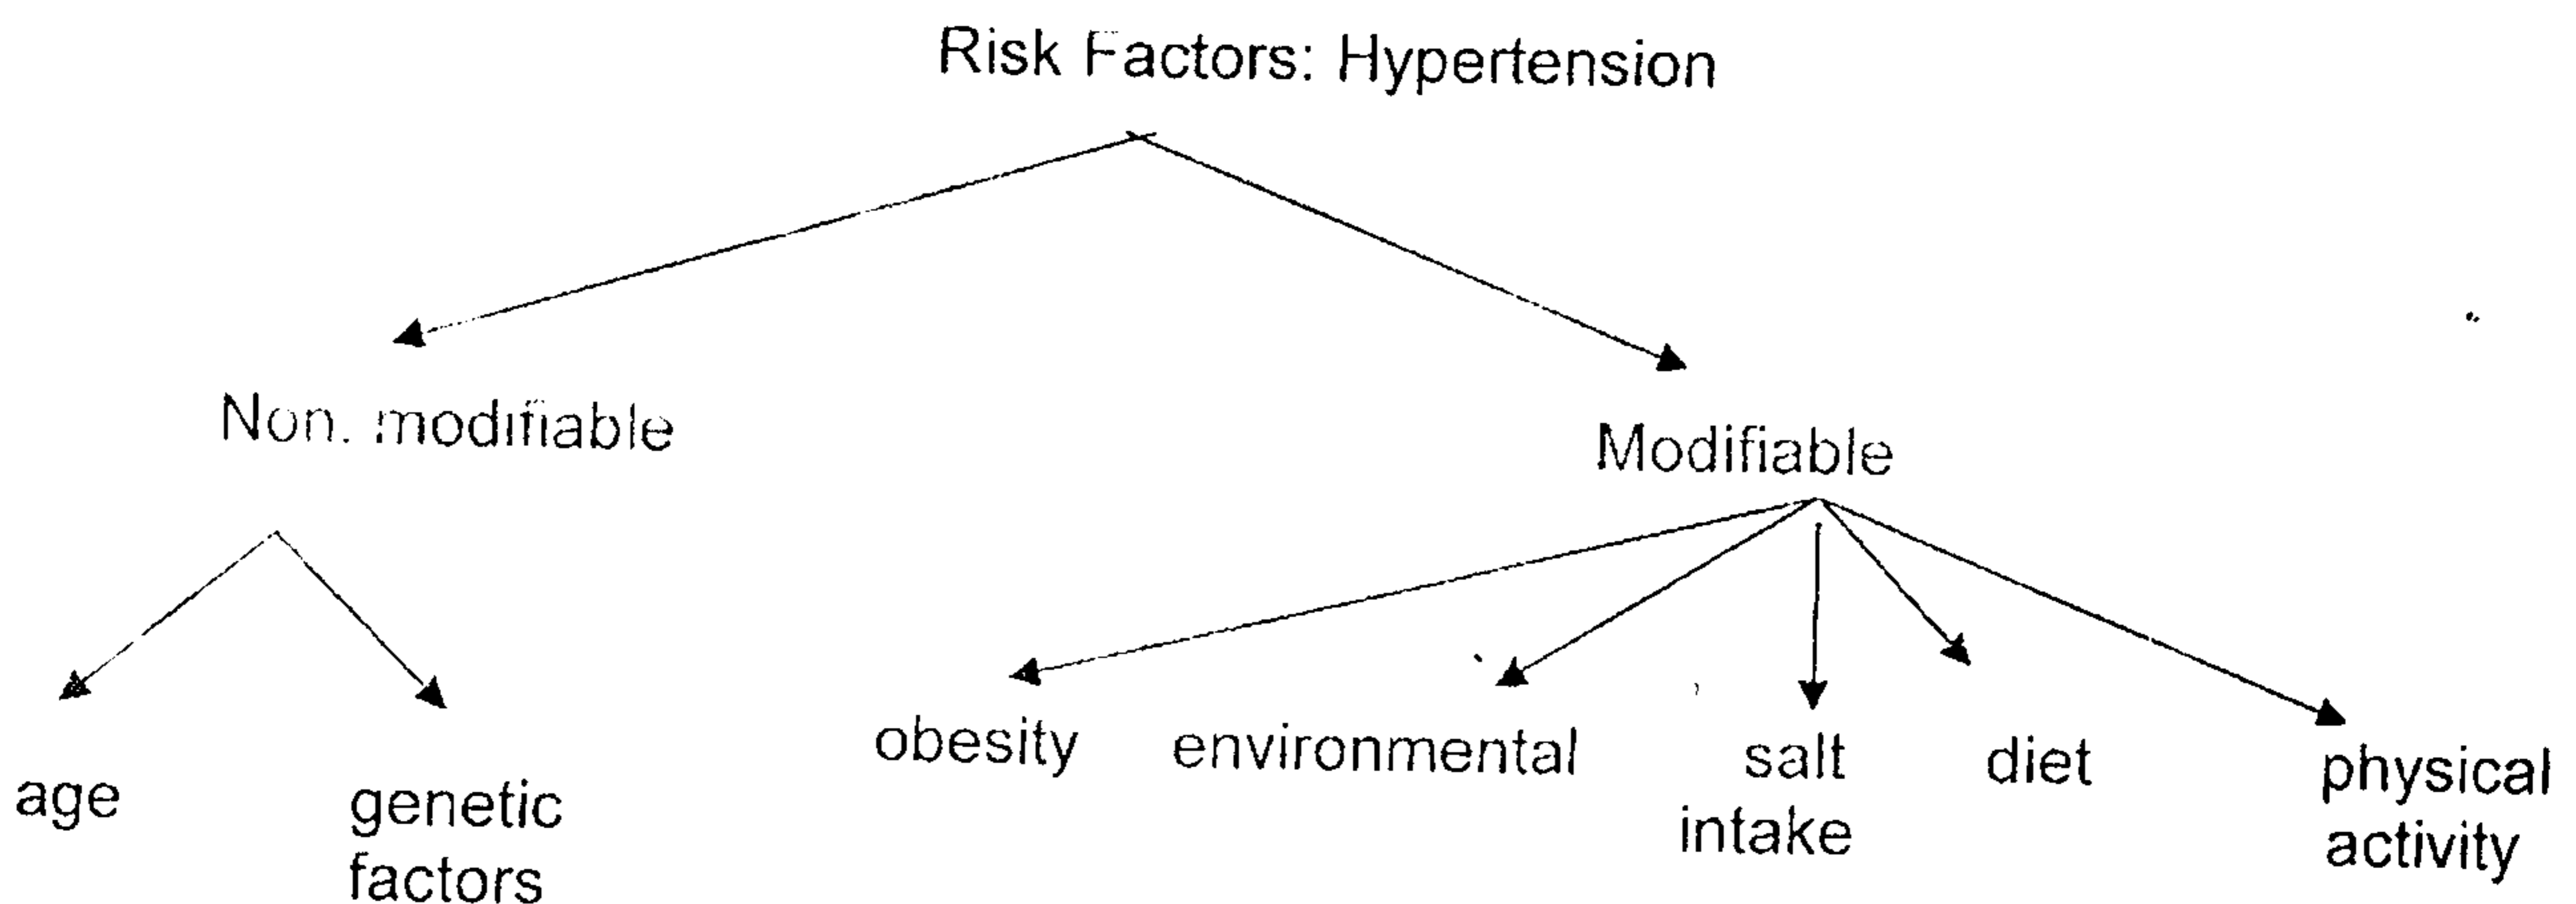 Risk Factors: Hypertension
Non. modifiable
Modifiable
age
genetic
factors
obesity
environmental
salt
intake
diet
physical
activity